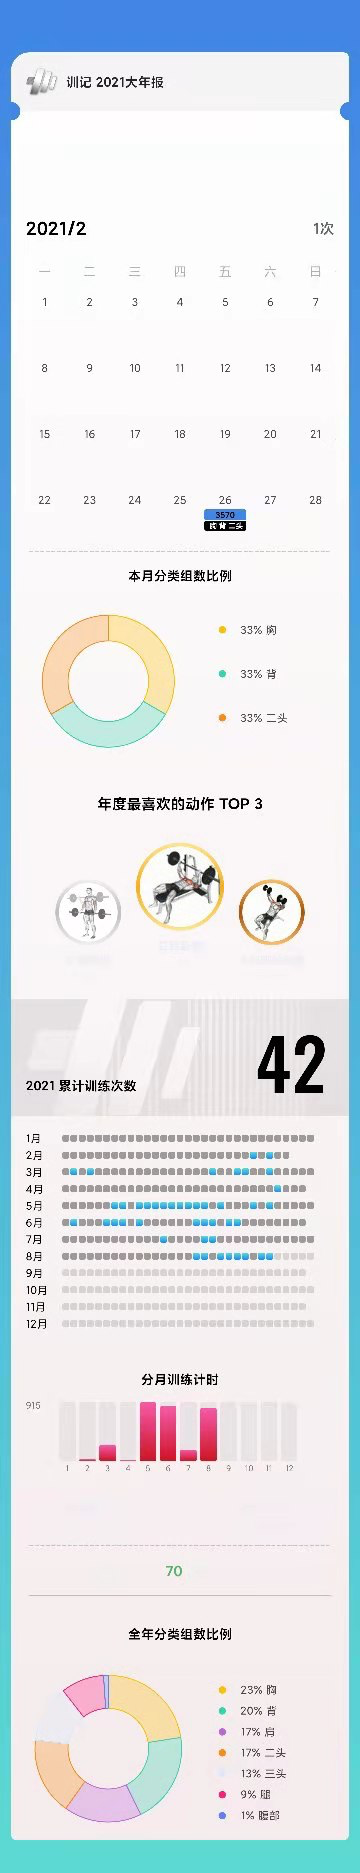 训记 2021大年报
2021/2 1次
一 二 三 四 五 六 日
1 2 3 4 5 6 7
8 9 10 11 12 13 14
15 16 17 18 19 20 21
22 23 24 25 26 27 28
3570
胸 背 二头
本月分类组数比例
33% 胸
33% 背
33% 二头
年度最喜欢的动作 TOP 3
42
2021 累计训练次数
1月
2月
3月
4月
5月
6月
7月
8月
9月
10月
11月
12月
分月训练计时
915
1 2 3 4 5 6 7 8 9 10 11 12
70
全年分类组数比例
23% 胸
20% 背
17% 肩
17% 二头
13% 三头
9% 腿
1% 腹部